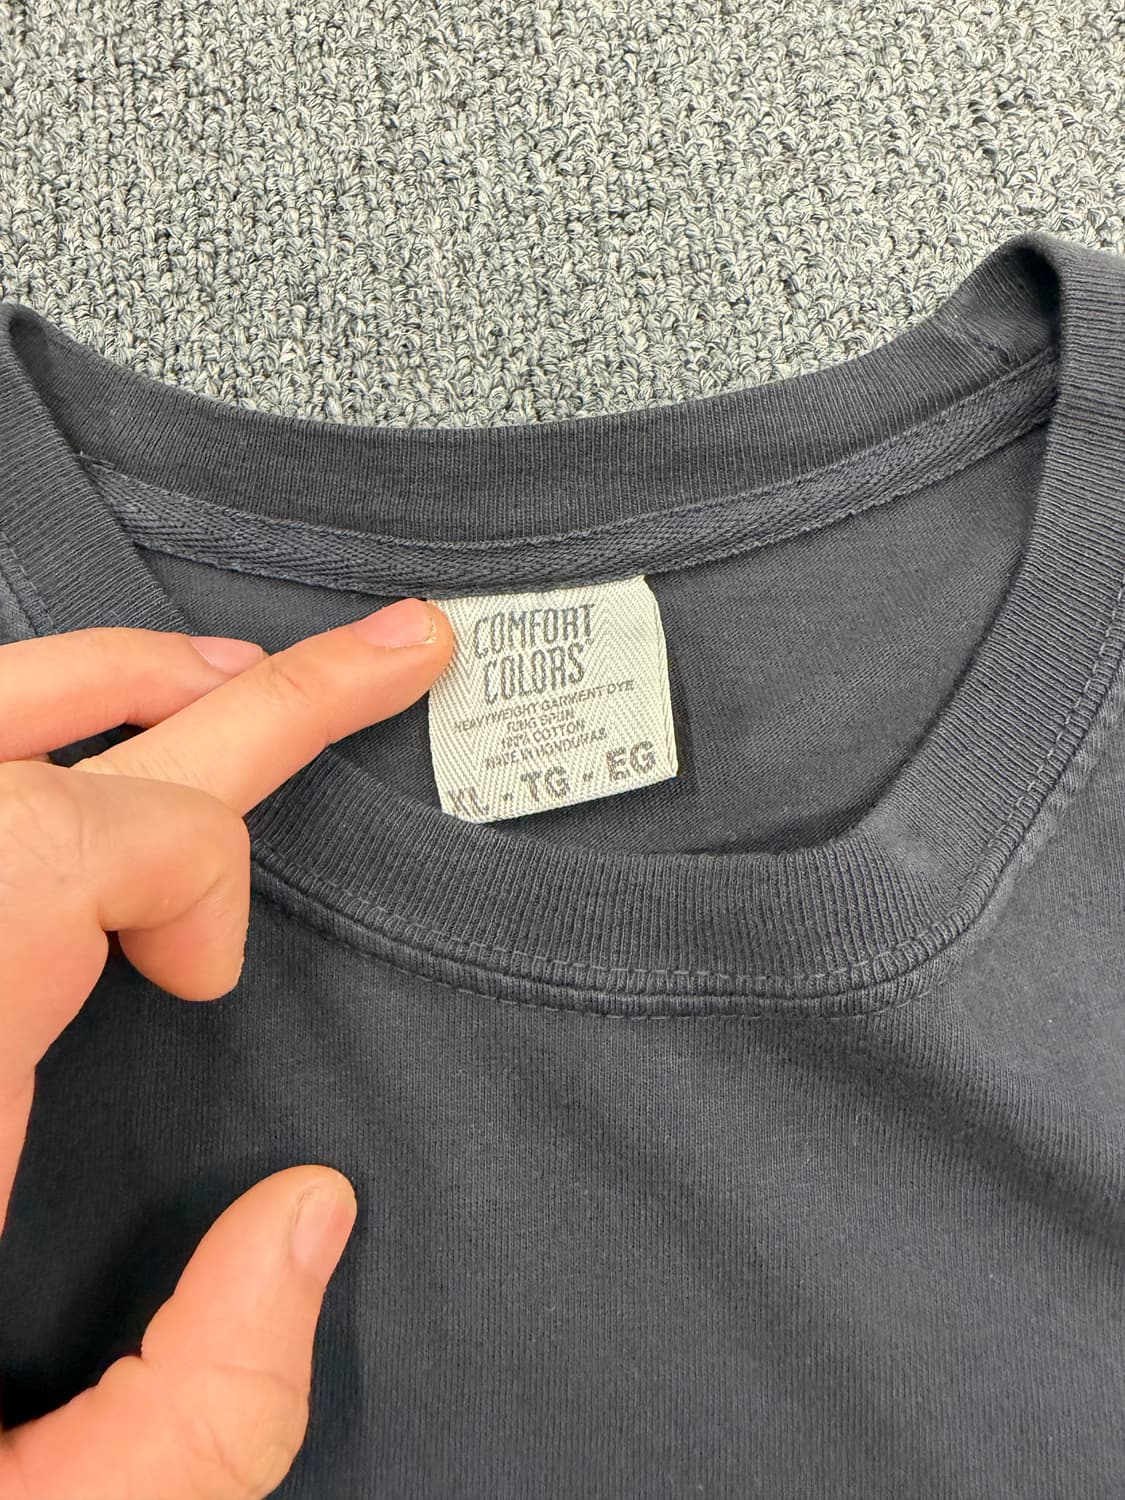 COMFORT
COLORS
HEAVYWEIGHT GARMENT DYE
RING SPUN
100% COTTON
MADE IN HONDURAS
XL - TG - EG